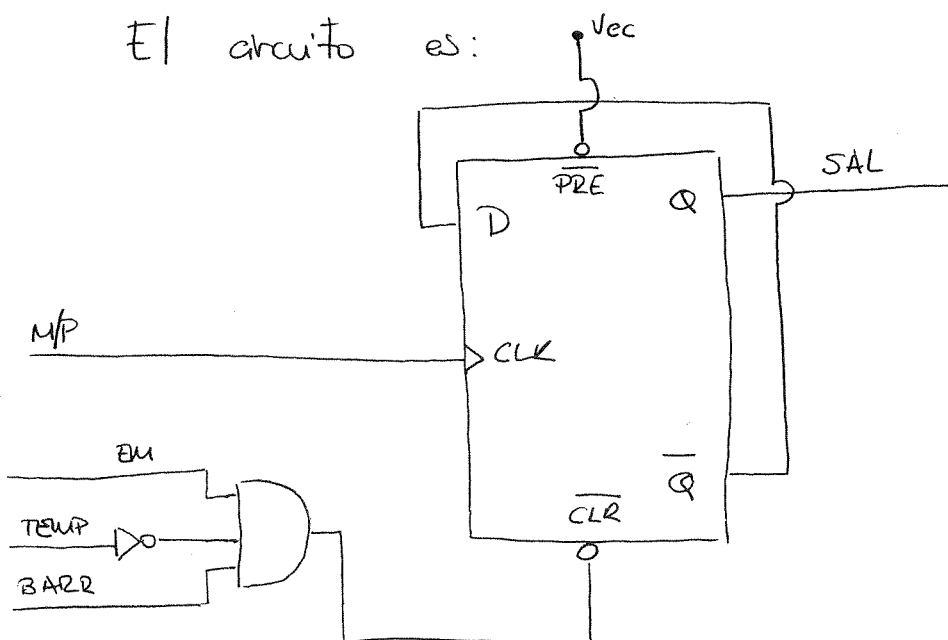 El circuito es:
Vcc
PRE
SAL
D
Q
M/P
CLK
EM
Q
CLR
TEMP
BARR